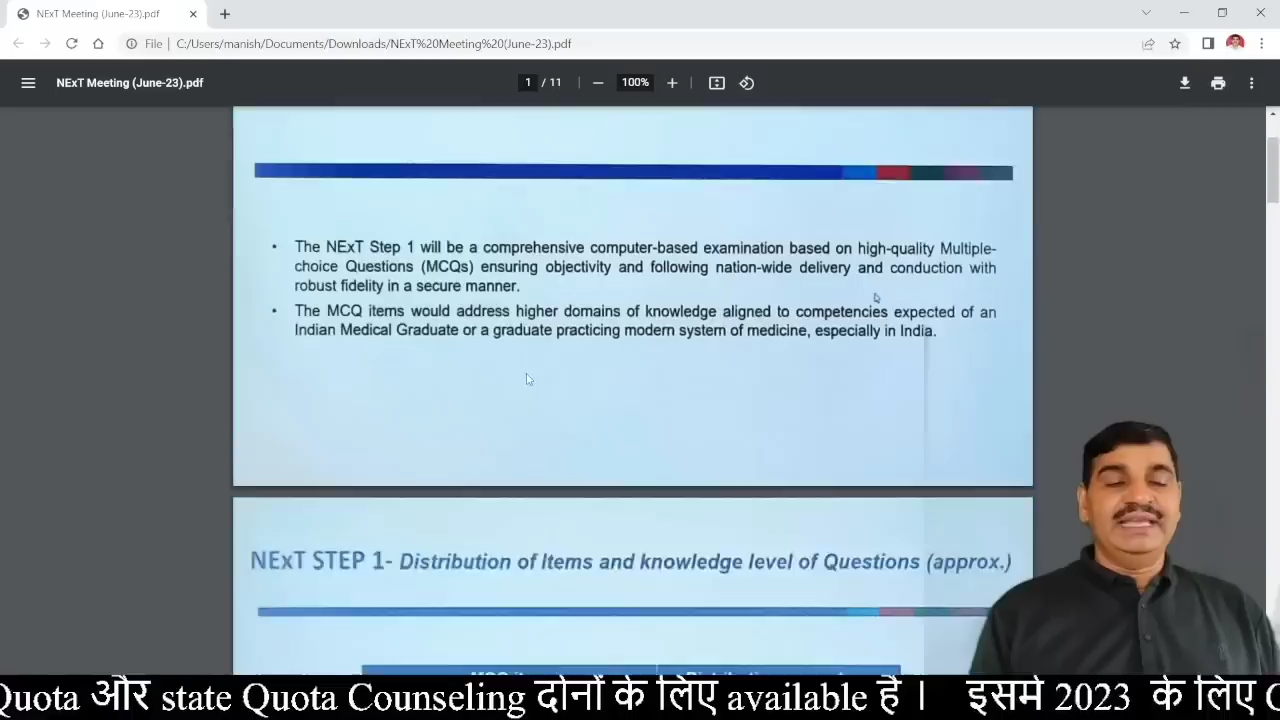 NExT Meeting (June-23).pdf
File | C:/Users/manish/Documents/Downloads/NExT%20Meeting%20(June-23).pdf
NExT Meeting (June-23).pdf
1 / 11
100%
• The NExT Step 1 will be a comprehensive computer-based examination based on high-quality Multiple-
choice Questions (MCQs) ensuring objectivity and following nation-wide delivery and conduction with
robust fidelity in a secure manner.
• The MCQ items would address higher domains of knowledge aligned to competencies expected of an
Indian Medical Graduate or a graduate practicing modern system of medicine, especially in India.
NExT STEP 1- Distribution of Items and knowledge level of Questions (approx.)
Quota और state Quota Counseling दोनों के लिए available है । इसमे 2023 के लिए